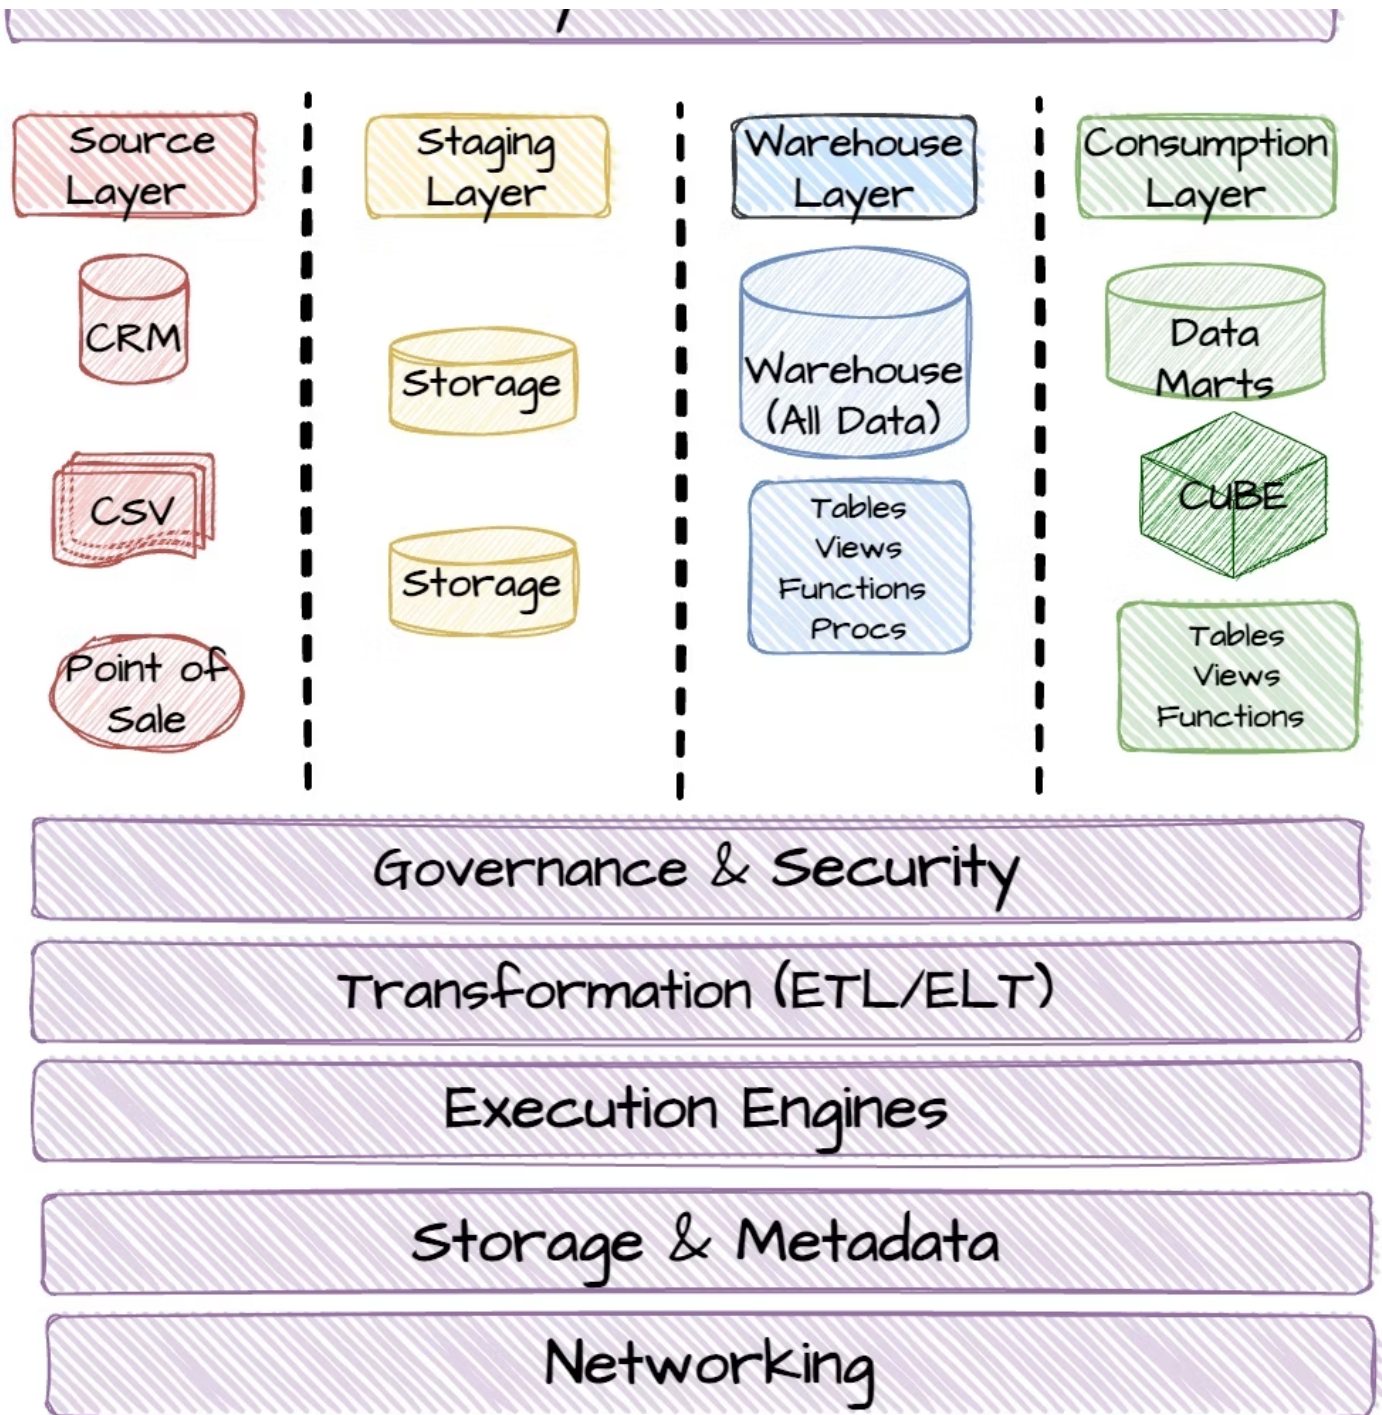 Source
Layer
Staging
Layer
Warehouse
Layer
Consumption
Layer
CRM
CSV
Point of
Sale
Storage
Storage
Warehouse
(All Data)
Tables
Views
Functions
Procs
Data
Marts
CUBE
Tables
Views
Functions
Governance & Security
Transformation (ETL/ELT)
Execution Engines
Storage & Metadata
Networking